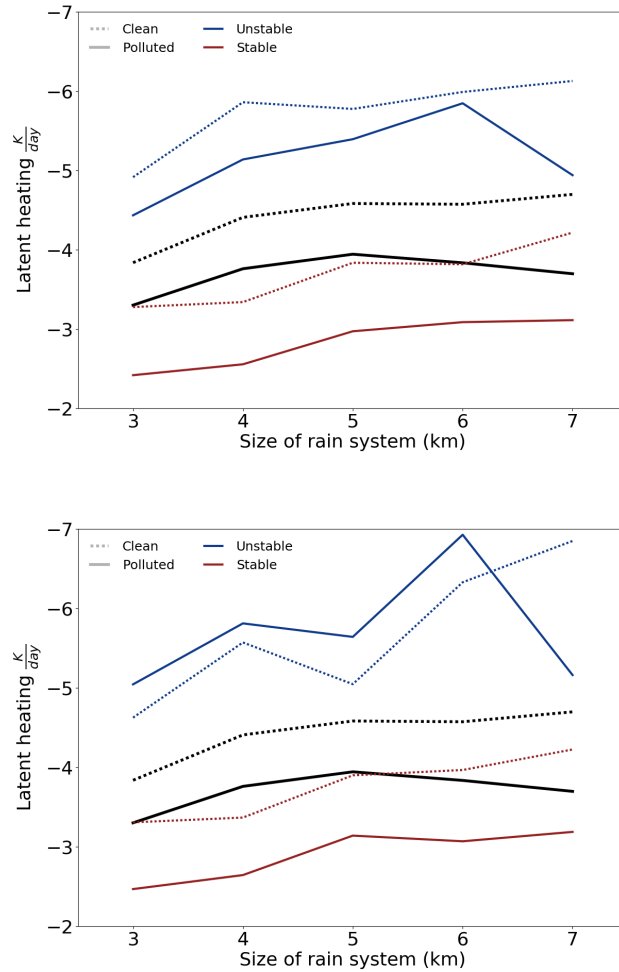 −7
Clean Unstable
Polluted Stable
−6
−5
−4
−3
−2
Latent heating K/day
3 4 5 6 7
Size of rain system (km)
−7
Clean Unstable
Polluted Stable
−6
−5
−4
−3
−2
Latent heating K/day
3 4 5 6 7
Size of rain system (km)